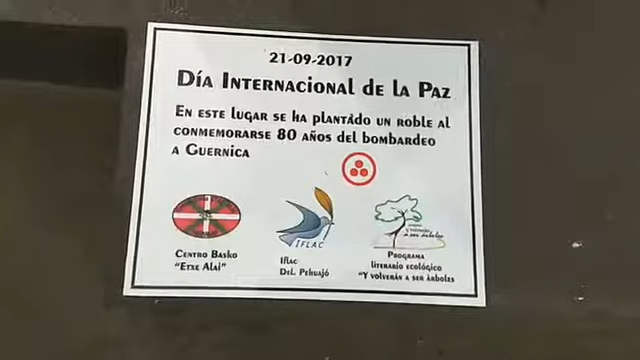 21-09-2017
Día Internacional de la Paz
En este lugar se ha plantado un roble al
conmemorarse 80 años del bombardeo
a Guernica
IFLAC
Centro Basko
"Etxe Alai"
Iflac
Del. Pehuajó
Programa
literario ecológico
"Y volverán a ser árboles"